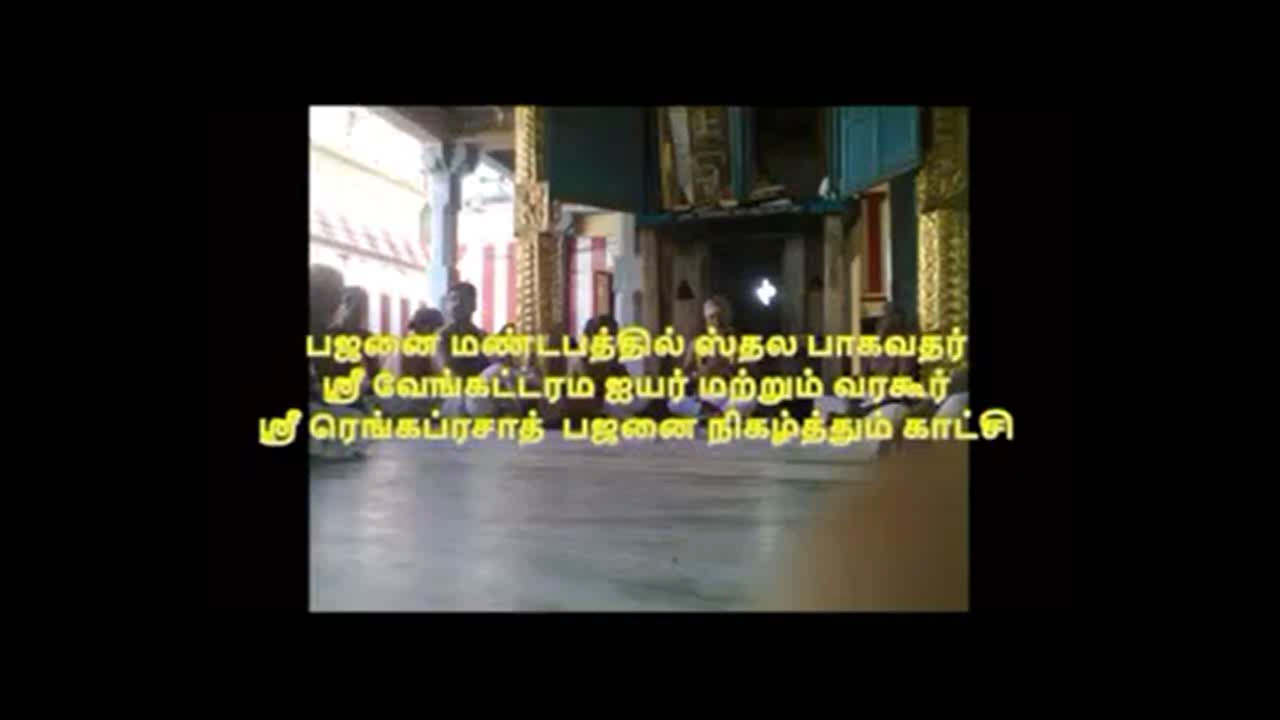 பஜனை மண்டபத்தில் ஸ்தல பாகவதர்
ஸ்ரீ வேங்கட்டரம ஐயர் மற்றும் வரகூர்
ஸ்ரீ ரெங்கப்ரசாத் பஜனை நிகழ்த்தும் காட்சி